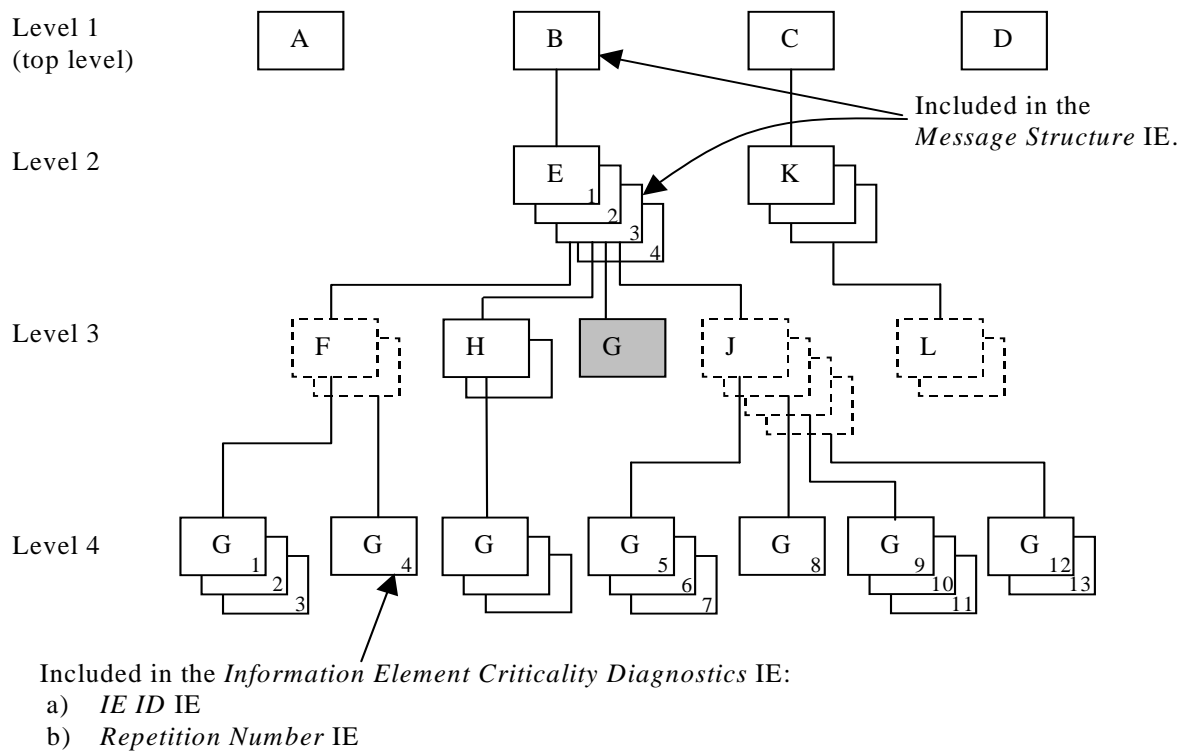 Level 1
(top level)
A
B
C
D
Included in the
Message Structure IE.
Level 2
E
1
2
3
4
K
Level 3
F
H
G
J
L
Level 4
G
1
2
3
G
4
G
G
5
6
7
G
8
G
9
10
11
G
12
13
Included in the Information Element Criticality Diagnostics IE:
a) IE ID IE
b) Repetition Number IE